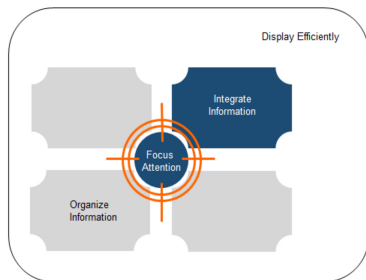 Display Efficiently
Integrate
Information
Focus
Attention
Organize
Information